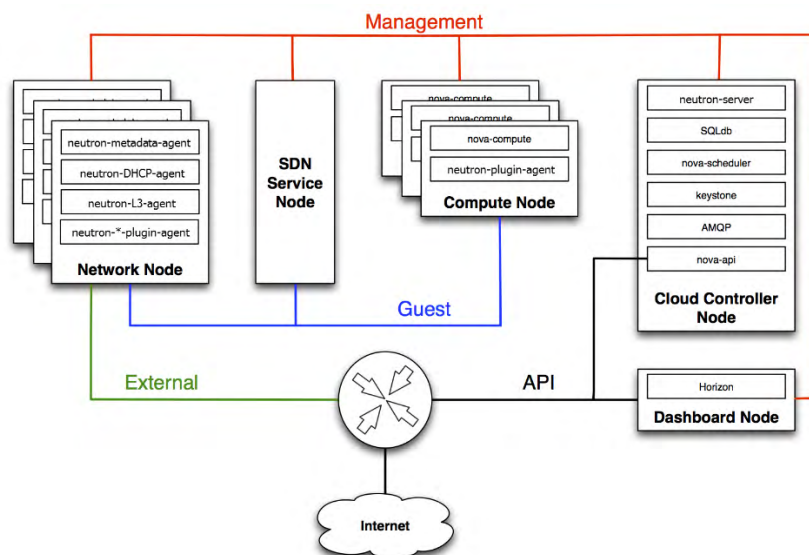 Management
neutron-metadata-agent
neutron-DHCP-agent
neutron-L3-agent
neutron-*-plugin-agent
Network Node
SDN
Service
Node
nova-compute
nova-compute
nova-compute
neutron-plugin-agent
Compute Node
neutron-server
SQLdb
nova-scheduler
keystone
AMQP
nova-api
Cloud Controller
Node
Guest
External
API
Horizon
Dashboard Node
Internet